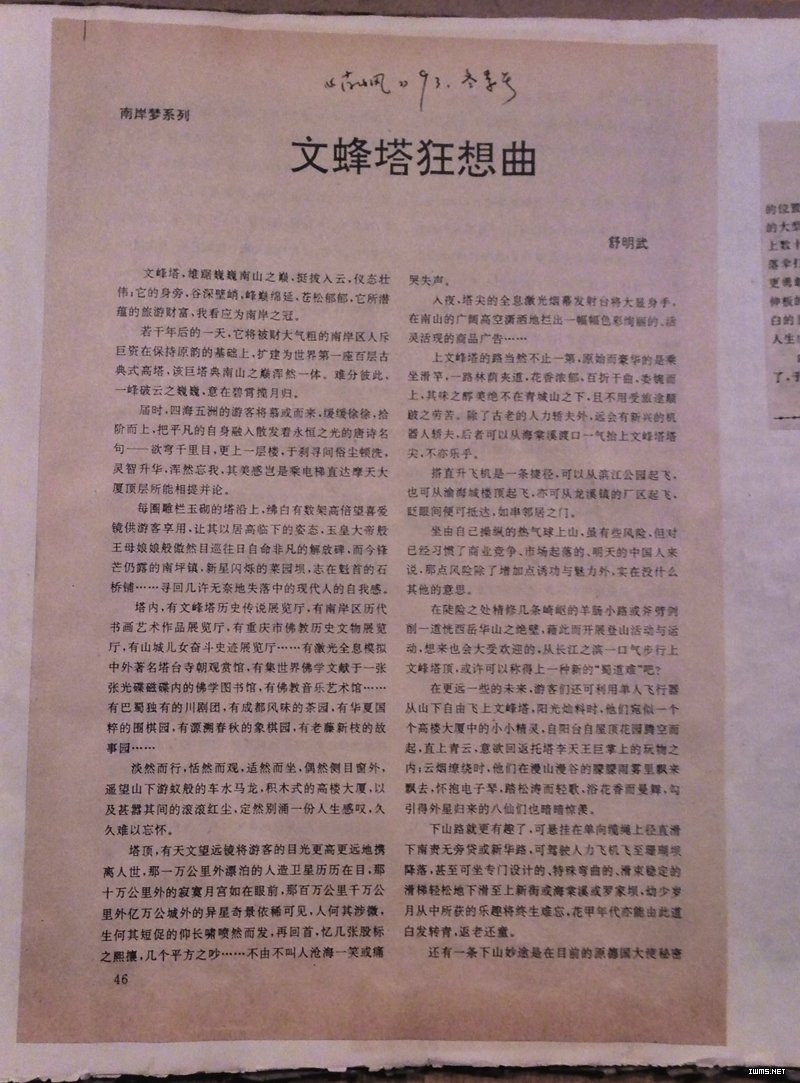 93.冬季号
南岸梦系列
文蜂塔狂想曲
舒明武
文峰塔,雄踞巍巍南山之巅,挺拔入云,仪态壮
伟;它的身旁,谷深壁峭,峰巅绵延,苍松郁郁,它所潜
蕴的旅游财富,我看应为南岸之冠。
若干年后的一天,它将被财大气粗的南岸区人斥
巨资在保持原韵的基础上,扩建为世界第一座百层古
典式高塔,该巨塔典南山之巅浑然一体。难分彼此,
一峰破云之巍巍,意在碧霄揽月归。
届时,四海五洲的游客将慕或而来,缓缓徐徐,拾
阶而上,把平凡的自身融入散发着永恒之光的唐诗名
句——欲穷千里目,更上一层楼,于刹寻间俗尘顿洗,
灵智升华,浑然忘我,其美感岂是乘电梯直达摩天大
厦顶层所能相提并论。
每圈雕栏玉砌的塔沿上,绋白有数架高倍望喜爱
镜供游客享用,让其以居高临下的姿态,玉皇大帝般
王母娘娘般傲然目巡往日自命非凡的解放碑,而今锋
芒仍露的南坪镇,新星闪烁的菜园坝,志在魁首的石
桥铺……寻回几许无奈地失落中的现代人的自我感。
塔内,有文峰塔历史传说展览厅,有南岸区历代
书画艺术作品展览厅,有重庆市佛教历史文物展览
厅,有山城儿女奋斗史迹展览厅……有激光全息模拟
中外著名塔台寺朝观赏馆,有集世界佛学文献于一张
张光碟磁碟内的佛学图书馆,有佛教音乐艺术馆……
有巴蜀独有的川剧团,有成都风味的茶园,有华夏国
粹的围棋园,有源溯春秋的象棋园,有老藤新枝的故
事园……
淡然而行,恬然而观,适然而坐,偶然侧目窗外,
遥望山下游蚁般的车水马龙,积木式的高楼大厦,以
及甚嚣其间的滚滚红尘,定然别涌一份人生感叹,久
久难以忘怀。
塔顶,有天文望远镜将游客的目光更高更远地携
离人世,那一万公里外漂泊的人造卫星历历在目,那
十万公里外的寂寞月宫如在眼前,那百万公里千万公
里外亿万公城外的异星奇景依稀可见,人何其涉微,
生何其短促的仰长啸喷然而发,再回首,忆几张股标
之熙攘,几个平方之吵……不由不叫人沧海一笑或痛
哭失声。
人夜,塔尖的全息激光烟幕发台将大显身手,
在南山的广阔高空潇洒地拦出一幅幅色彩绚丽的、活
灵活现的商品广告……
上文峰塔的路当然不止一第,原始而豪华的是乘
坐滑竿,一路林荫夹道,花香浓郁,百折千曲,委愧而
上,其味之醇美绝不在青城山之下,且不用受旅途颠
跛之劳苦。除了古老的人力轿夫外,远会有新兴的机
器人轿夫,后者可以从海棠溪渡口一气抬上文峰塔塔
尖,不亦乐乎。
搭直升飞机是一条捷径,可以从滨江公园起飞,
也可从渝海城楼顶起飞,亦可从龙溪镇的厂区起飞,
眨眼间便可抵达,如串邻居之门。
坐由自己操纵的热气球上山,虽有些风险,但对
已经习惯了商业竞争、市场起落的、明天的中国人来
说,那点风险除了增加点诱功与魅力外,实在没什么
其他的意思。
在陡险之处精修几条崎岖的羊肠小路或斧劈剑
削一道恍西岳华山之绝壁,藉此而开展登山活动与运
动,想来也会大受欢迎的,从长江之滨一口气步行上
文峰塔顶,或许可以称得上一种新的“蜀道难”吧?
在更远一些的未来,游客们还可利用单人飞行器
从山下自由飞上文峰塔,阳光灿料时,他们宛似一个
个高楼大厦中的小小精灵,自阳台自屋顶花园腾空而
起,直上青云,意欲回返托塔李天王巨掌上的玩物之
内;云烟缭绕时,他们在漫山漫谷的朦朦雨雾里飘来
飘去,怀抱电子琴,踏松涛而轻歌,浴花香而曼舞,勾
引得外星归来的八仙们也暗暗惊羡。
下山路就更有趣了,可悬挂在单向缆绳上径直滑
下南责无旁贷或新华路,可驾驶人力飞机飞至珊瑚坝
降落,甚至可坐专门设计的、特殊弯曲的、滑束稳定的
滑梯轻松地下滑至上新街或海棠溪或罗家坝,幼少岁
月从中所获的乐趣将终生难忘,花甲年代亦能由此道
白发转青,返老还童。
还有一条下山妙途是在目前的原德国大使秘密
46
的位置
的大型
上数十
更勇
白的
人生
IWMS.NET